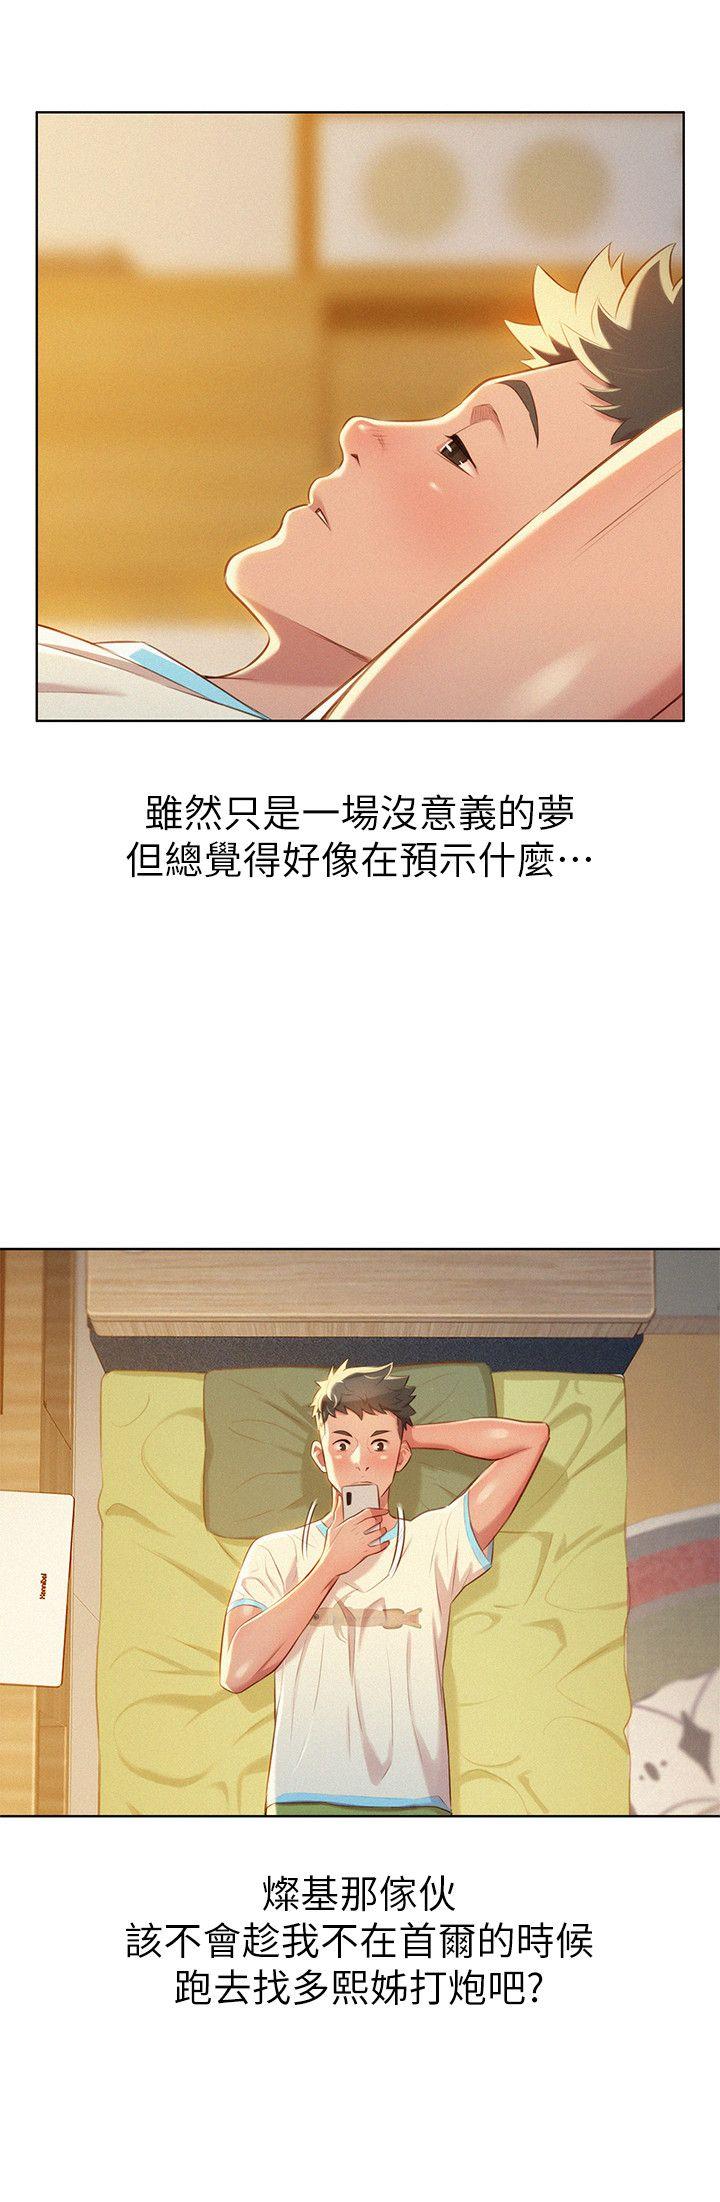 雖然只是一場沒意義的夢
但總覺得好像在預示什麼⋯
Hannibal
燦基那傢伙
該不會趁我不在首爾的時候
跑去找多熙姊打炮吧?